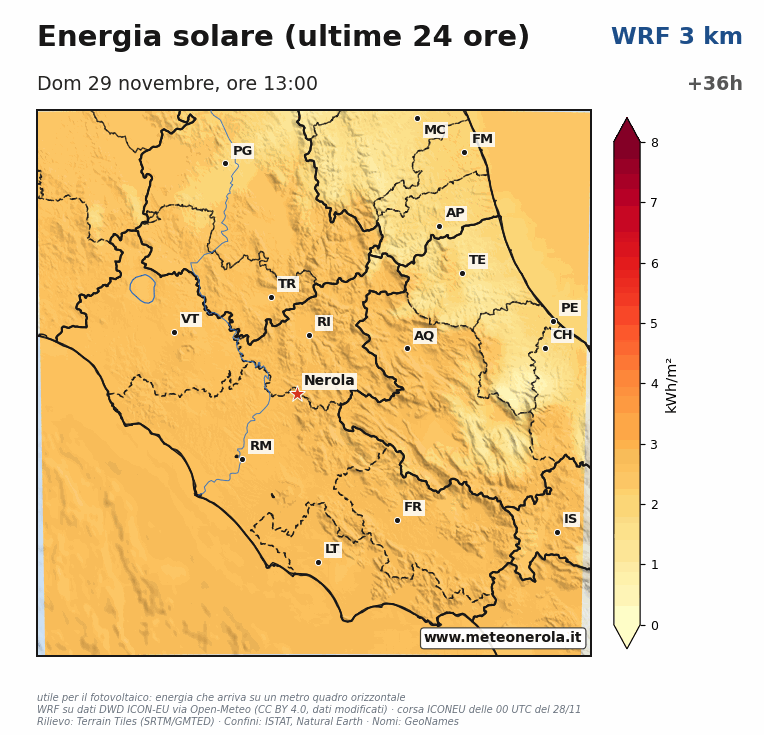 Energia solare (ultime 24 ore)
WRF 3 km
Dom 29 novembre, ore 13:00
+36h
MC
FM
PG
AP
TE
TR
PE
VT
RI
AQ
CH
Nerola
RM
FR
IS
LT
www.meteonerola.it
8
7
6
5
4
3
2
1
0
kWh/m²
utile per il fotovoltaico: energia che arriva su un metro quadro orizzontale
WRF su dati DWD ICON-EU via Open-Meteo (CC BY 4.0, dati modificati) · corsa ICONEU delle 00 UTC del 28/11
Rilievo: Terrain Tiles (SRTM/GMTED) · Confini: ISTAT, Natural Earth · Nomi: GeoNames